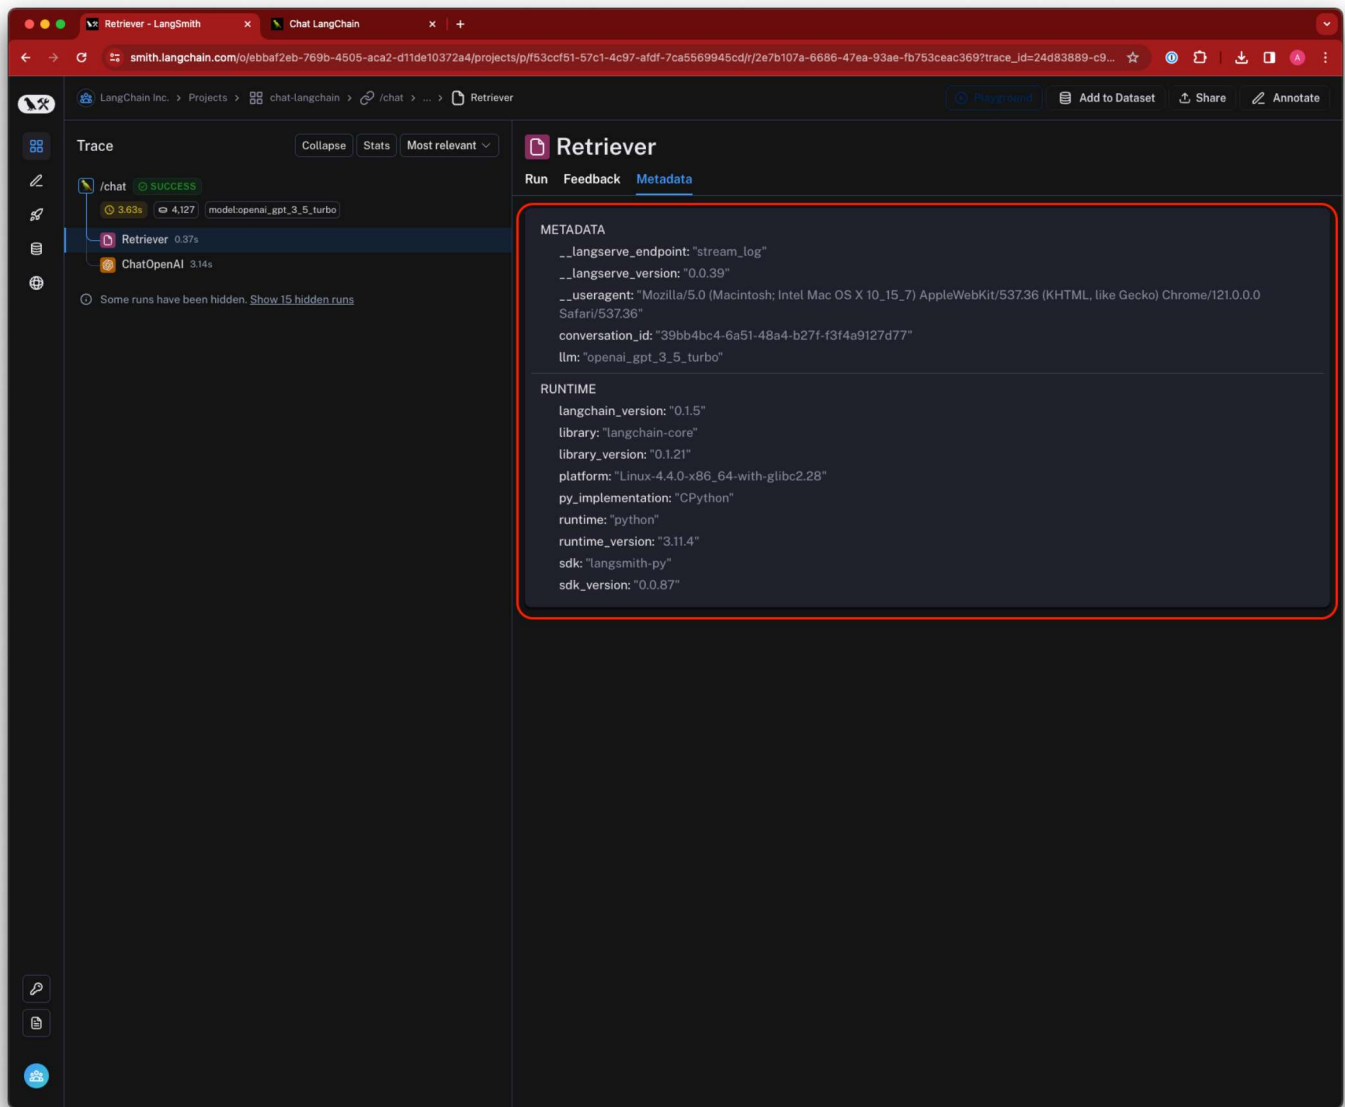 Retriever - LangSmith
Chat LangChain
smith.langchain.com/o/ebbaf2eb-769b-4505-aca2-d11de10372a4/projects/p/f53ccf51-57c1-4c97-afdf-7ca5569945cd/r/2e7b107a-6686-47ea-93ae-fb753ceac369?trace_id=24d83889-c9...
A
LangChain Inc. > Projects > chat-langchain > /chat > ... > Retriever
Playground
Add to Dataset
Share
Annotate
Trace
Collapse
Stats
Most relevant
/chat SUCCESS
3.63s 4,127 model:openai_gpt_3_5_turbo
Retriever 0.37s
ChatOpenAI 3.14s
Some runs have been hidden. Show 15 hidden runs
Retriever
Run Feedback Metadata
METADATA
__langserve_endpoint: "stream_log"
__langserve_version: "0.0.39"
__useragent: "Mozilla/5.0 (Macintosh; Intel Mac OS X 10_15_7) AppleWebKit/537.36 (KHTML, like Gecko) Chrome/121.0.0.0
Safari/537.36"
conversation_id: "39bb4bc4-6a51-48a4-b27f-f3f4a9127d77"
llm: "openai_gpt_3_5_turbo"
RUNTIME
langchain_version: "0.1.5"
library: "langchain-core"
library_version: "0.1.21"
platform: "Linux-4.4.0-x86_64-with-glibc2.28"
py_implementation: "CPython"
runtime: "python"
runtime_version: "3.11.4"
sdk: "langsmith-py"
sdk_version: "0.0.87"